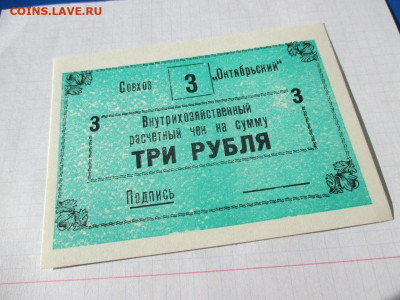 COINS.LAVE.RU
Совхоз 3 „Октябрьский"
Внутрихозяйственный
3 расчетный чек на сумму 3
ТРИ РУБЛЯ
Подпись